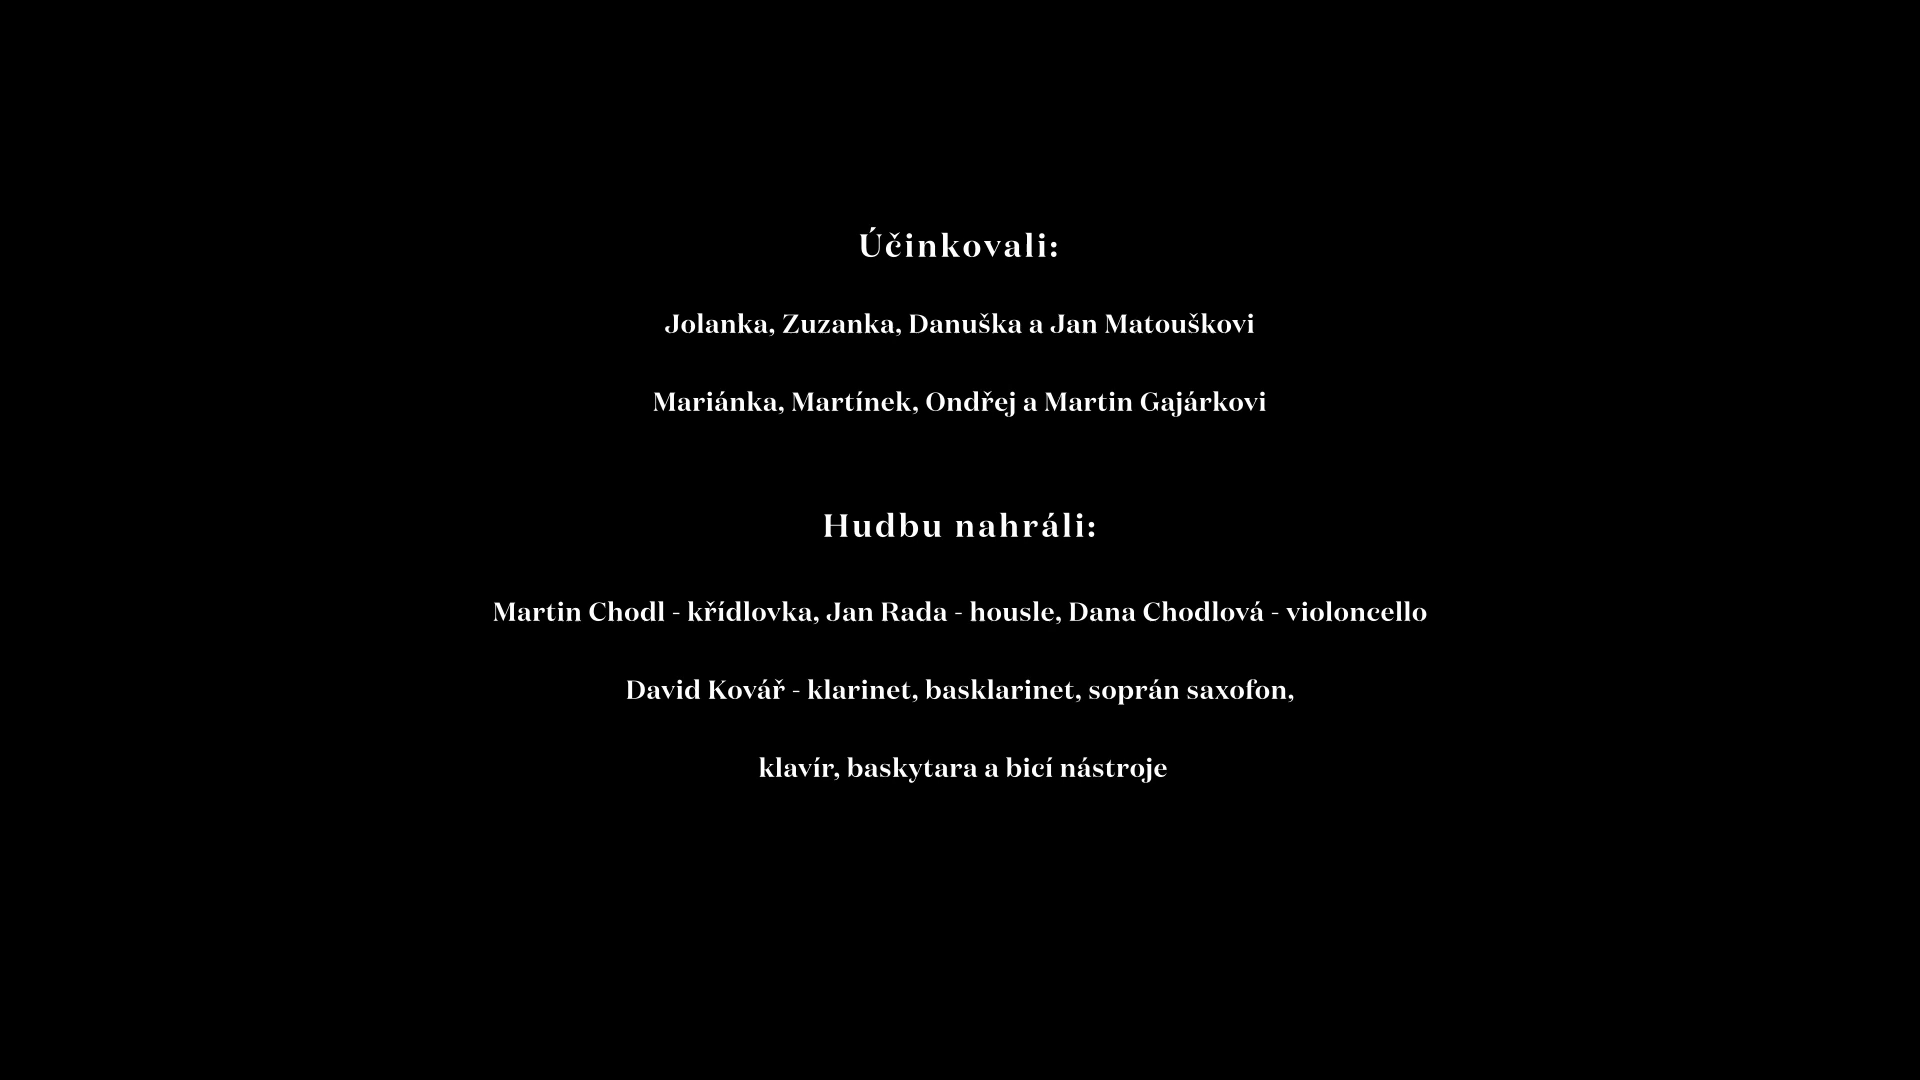 Účinkovali:
Jolanka, Zuzanka, Danuška a Jan Matouškovi
Mariánka, Martínek, Ondřej a Martin Gajárkovi
Hudbu nahráli:
Martin Chodl - křídlovka, Jan Rada - housle, Dana Chodlová - violoncello
David Kovář - klarinet, basklarinet, soprán saxofon,
klavír, baskytara a bicí nástroje